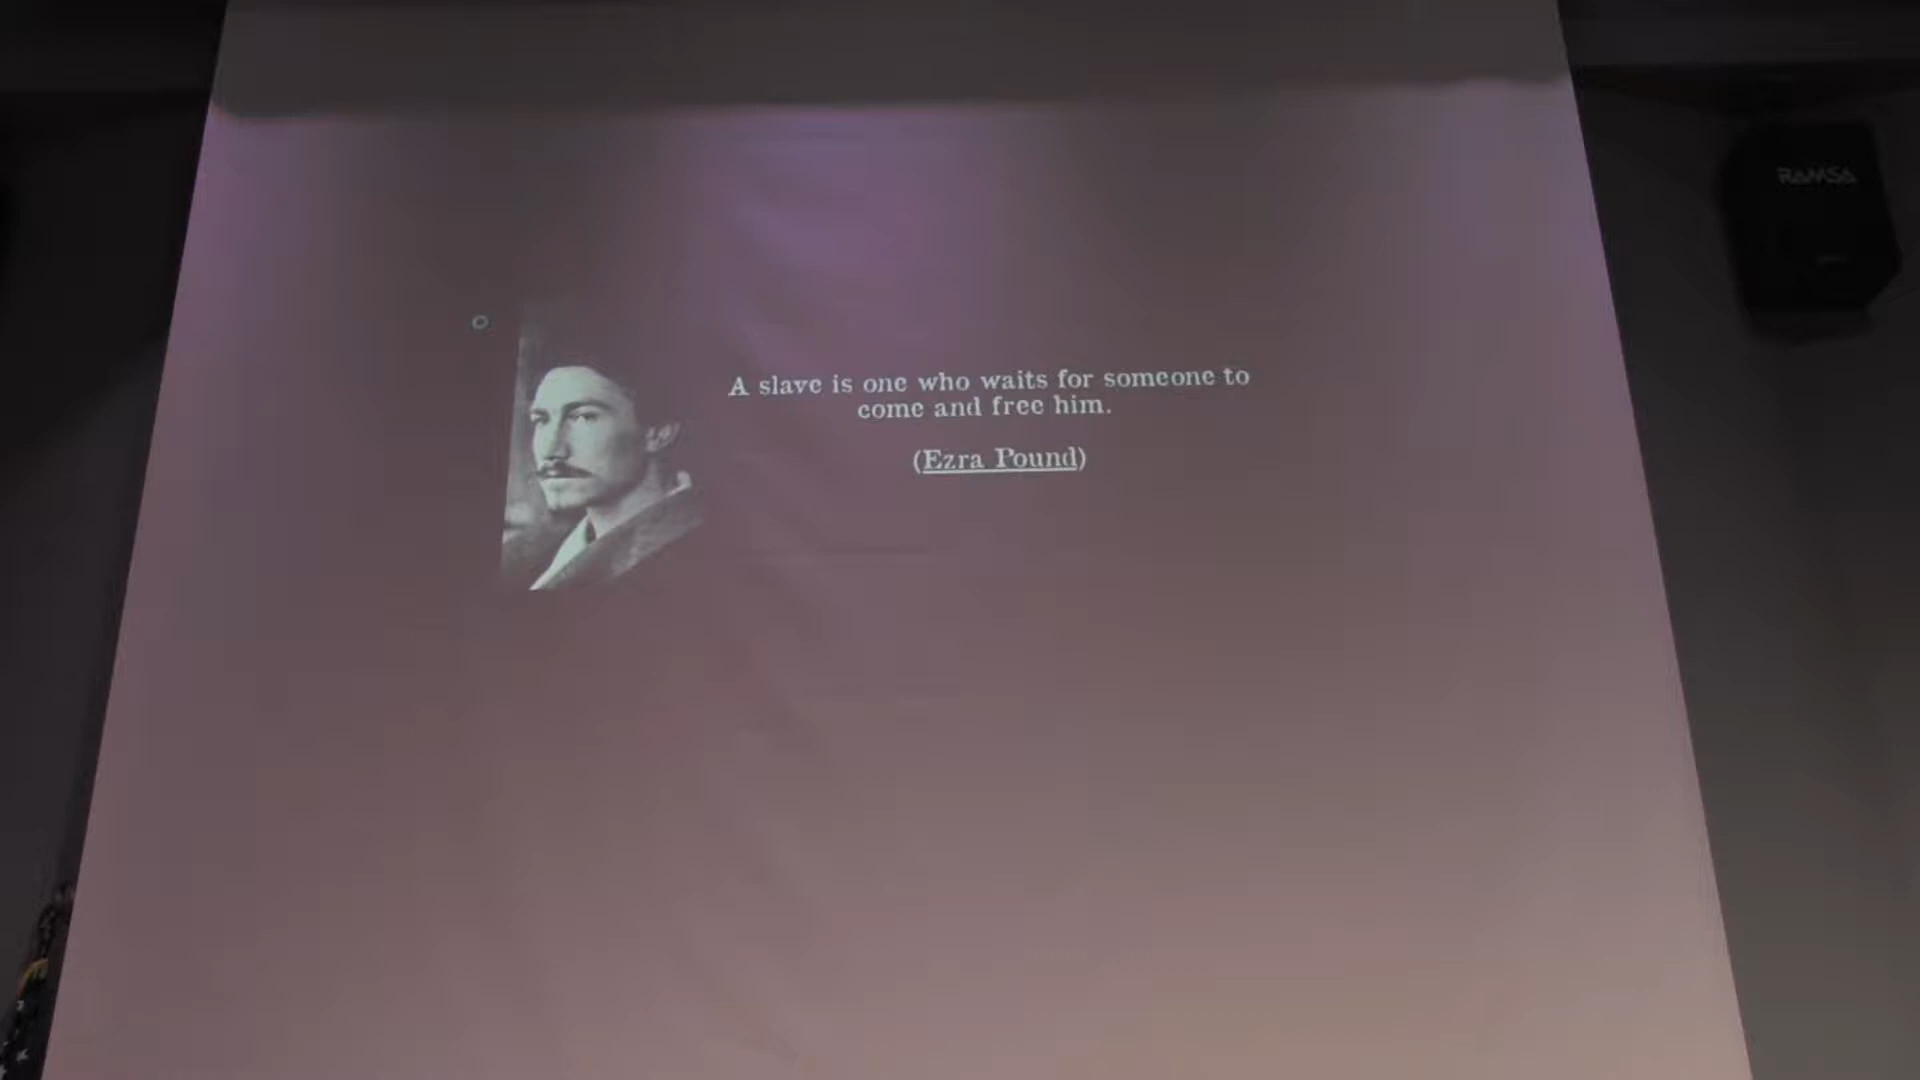 A slave is one who waits for someone to
come and free him.
(Ezra Pound)
RAMSA